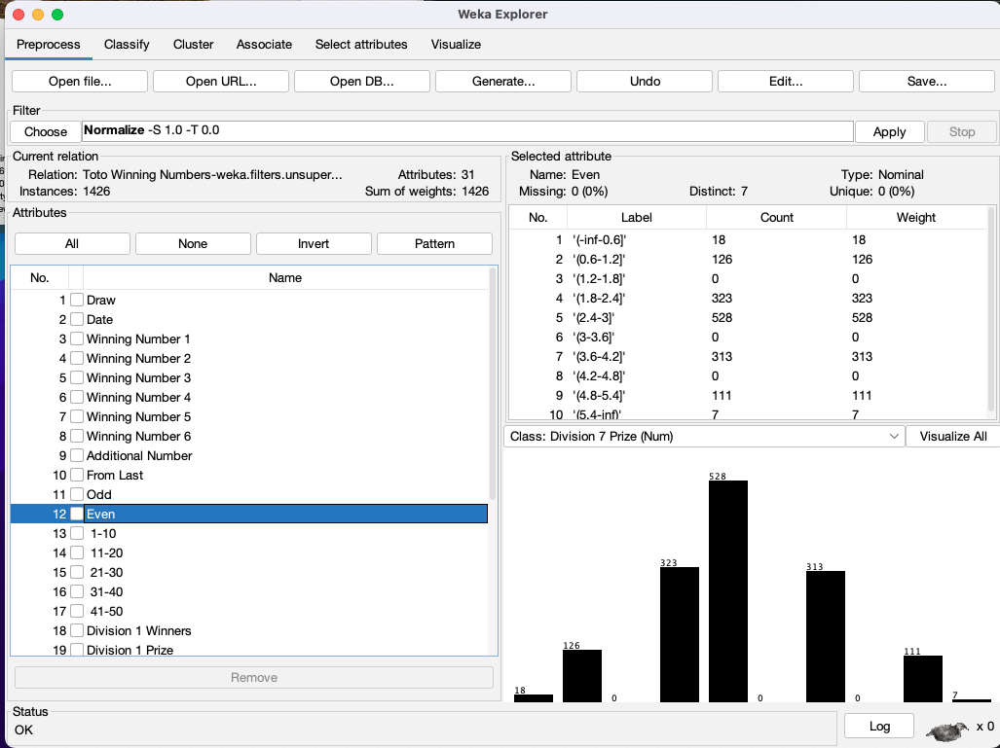 Weka Explorer
Preprocess Classify Cluster Associate Select attributes Visualize
Open file... Open URL... Open DB... Generate... Undo Edit... Save...
Filter
Choose Normalize -S 1.0 -T 0.0 Apply Stop
Current relation
Relation: Toto Winning Numbers-weka.filters.unsuper... Attributes: 31
Instances: 1426 Sum of weights: 1426
Attributes
All None Invert Pattern
No. Name
1 Draw
2 Date
3 Winning Number 1
4 Winning Number 2
5 Winning Number 3
6 Winning Number 4
7 Winning Number 5
8 Winning Number 6
9 Additional Number
10 From Last
11 Odd
12 Even
13 1-10
14 11-20
15 21-30
16 31-40
17 41-50
18 Division 1 Winners
19 Division 1 Prize
Remove
Selected attribute
Name: Even Type: Nominal
Missing: 0 (0%) Distinct: 7 Unique: 0 (0%)
No. Label Count Weight
1 '(-inf-0.6]' 18 18
2 '(0.6-1.2]' 126 126
3 '(1.2-1.8]' 0 0
4 '(1.8-2.4]' 323 323
5 '(2.4-3]' 528 528
6 '(3-3.6]' 0 0
7 '(3.6-4.2]' 313 313
8 '(4.2-4.8]' 0 0
9 '(4.8-5.4]' 111 111
10 '(5.4-inf)' 7 7
Class: Division 7 Prize (Num) Visualize All
18 126 0 323 528 0 313 0 111 7
Status
OK
Log x 0